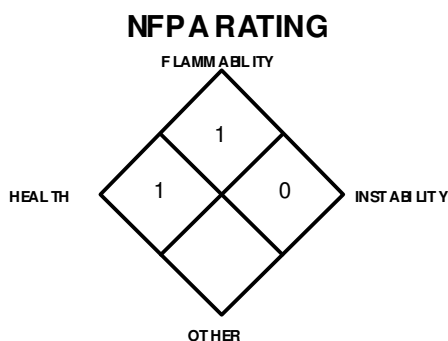 NFPA RATING
FLAMMABILITY
1
HEALTH 1 0 INSTABILITY
OTHER